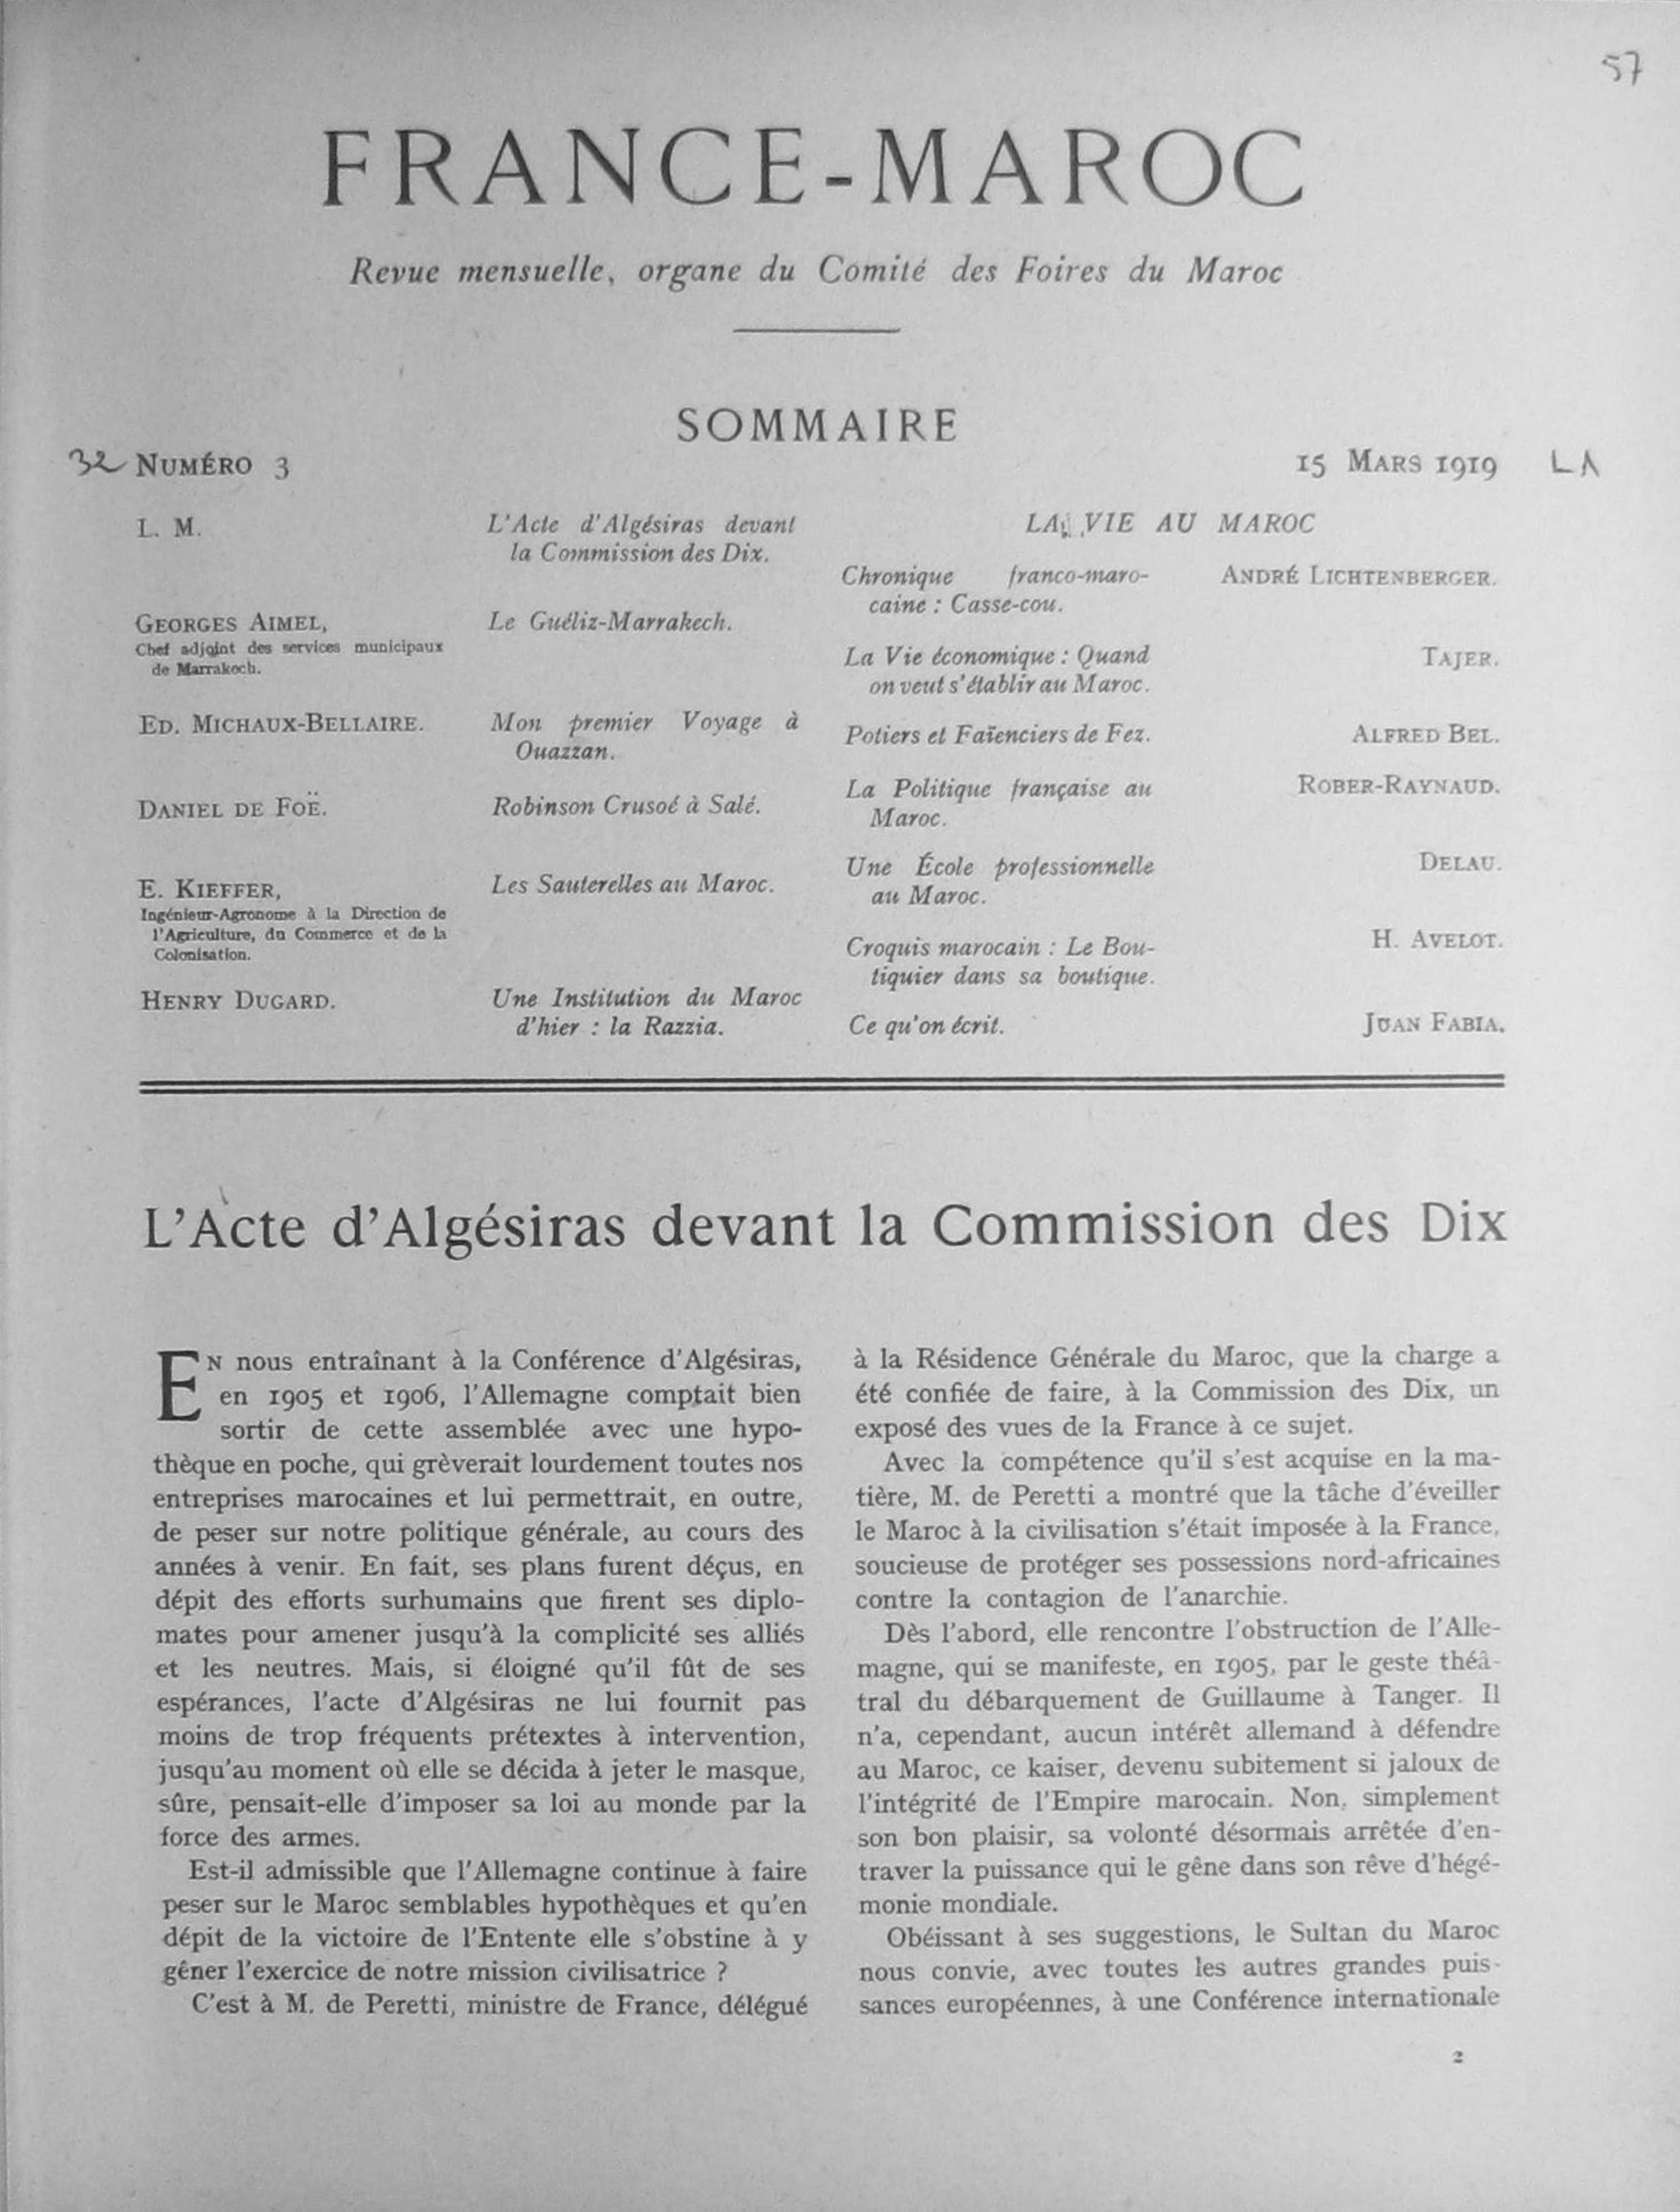 57
FRANCE-MAROC
Revue mensuelle, organe du Comité des Foires du Maroc
SOMMAIRE
32 NUMÉRO 3
15 MARS 1919 LA
L. M.
L'Acte d'Algésiras devant
la Commission des Dix.
GEORGES AIMEL,
Chef adjoint des services municipaux
de Marrakech.
Le Guéliz-Marrakech.
ED. MICHAUX-BELLAIRE.
Mon premier Voyage à
Ouazzan.
DANIEL DE FOË.
Robinson Crusoé à Salé.
E. KIEFFER,
Ingénieur-Agronome à la Direction de
l'Agriculture, du Commerce et de la
Colonisation.
Les Sauterelles au Maroc.
HENRY DUGARD.
Une Institution du Maroc
d'hier : la Razzia.
LA VIE AU MAROC
Chronique franco-maro-
caine : Casse-cou.
ANDRÉ LICHTENBERGER.
La Vie économique : Quand
on veut s'établir au Maroc.
TAJER.
Potiers et Faïenciers de Fez.
ALFRED BEL.
La Politique française au
Maroc.
ROBER-RAYNAUD.
Une École professionnelle
au Maroc.
DELAU.
Croquis marocain : Le Bou-
tiquier dans sa boutique.
H. AVELOT.
Ce qu'on écrit.
JUAN FABIA.
L'Acte d'Algésiras devant la Commission des Dix
EN nous entraînant à la Conférence d'Algésiras,
en 1905 et 1906, l'Allemagne comptait bien
sortir de cette assemblée avec une hypo-
thèque en poche, qui grèverait lourdement toutes nos
entreprises marocaines et lui permettrait, en outre,
de peser sur notre politique générale, au cours des
années à venir. En fait, ses plans furent déçus, en
dépit des efforts surhumains que firent ses diplo-
mates pour amener jusqu'à la complicité ses alliés
et les neutres. Mais, si éloigné qu'il fût de ses
espérances, l'acte d'Algésiras ne lui fournit pas
moins de trop fréquents prétextes à intervention,
jusqu'au moment où elle se décida à jeter le masque,
sûre, pensait-elle d'imposer sa loi au monde par la
force des armes.
Est-il admissible que l'Allemagne continue à faire
peser sur le Maroc semblables hypothèques et qu'en
dépit de la victoire de l'Entente elle s'obstine à y
gêner l'exercice de notre mission civilisatrice ?
C'est à M. de Peretti, ministre de France, délégué
à la Résidence Générale du Maroc, que la charge a
été confiée de faire, à la Commission des Dix, un
exposé des vues de la France à ce sujet.
Avec la compétence qu'il s'est acquise en la ma-
tière, M. de Peretti a montré que la tâche d'éveiller
le Maroc à la civilisation s'était imposée à la France,
soucieuse de protéger ses possessions nord-africaines
contre la contagion de l'anarchie.
Dès l'abord, elle rencontre l'obstruction de l'Alle-
magne, qui se manifeste, en 1905, par le geste théâ-
tral du débarquement de Guillaume à Tanger. Il
n'a, cependant, aucun intérêt allemand à défendre
au Maroc, ce kaiser, devenu subitement si jaloux de
l'intégrité de l'Empire marocain. Non, simplement
son bon plaisir, sa volonté désormais arrêtée d'en-
traver la puissance qui le gêne dans son rêve d'hégé-
monie mondiale.
Obéissant à ses suggestions, le Sultan du Maroc
nous convie, avec toutes les autres grandes puis-
sances européennes, à une Conférence internationale
2